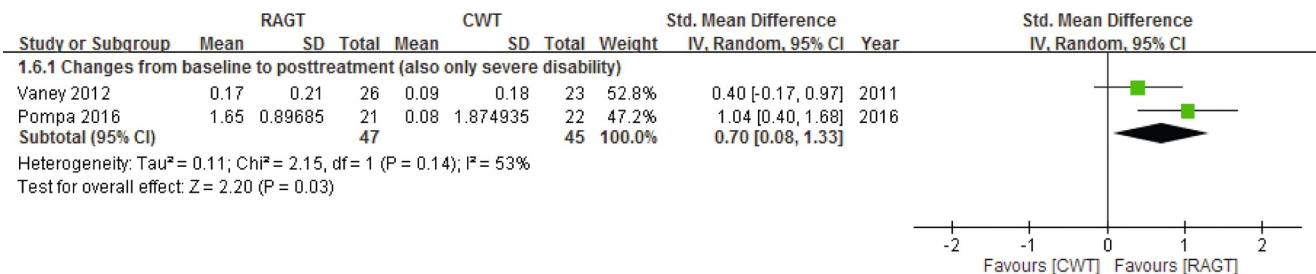 RAGT CWT Std. Mean Difference Std. Mean Difference
Study or Subgroup Mean SD Total Mean SD Total Weight IV, Random, 95% CI Year IV, Random, 95% CI
1.6.1 Changes from baseline to posttreatment (also only severe disability)
Vaney 2012 0.17 0.21 26 0.09 0.18 23 52.8% 0.40 [-0.17, 0.97] 2011
Pompa 2016 1.65 0.89685 21 0.08 1.874935 22 47.2% 1.04 [0.40, 1.68] 2016
Subtotal (95% CI) 47 45 100.0% 0.70 [0.08, 1.33]
Heterogeneity: Tau² = 0.11; Chi² = 2.15, df = 1 (P = 0.14); I² = 53%
Test for overall effect: Z = 2.20 (P = 0.03)
-2 -1 0 1 2
Favours [CWT] Favours [RAGT]